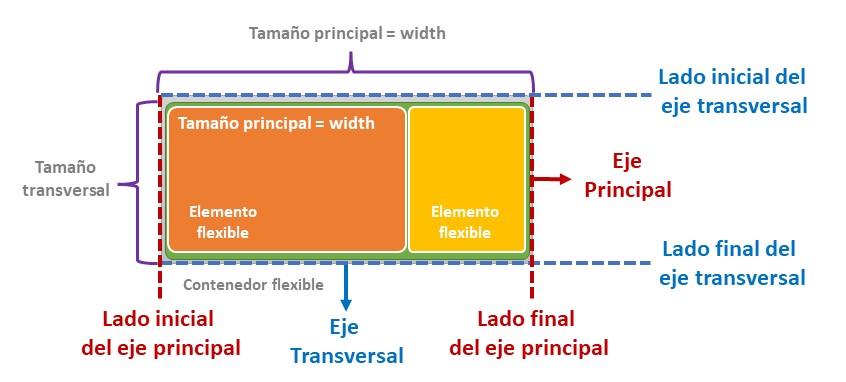 Tamaño principal = width
Lado inicial del
eje transversal
Tamaño principal = width
Eje
Principal
Tamaño
transversal
Elemento
flexible
Elemento
flexible
Lado final del
eje transversal
Contenedor flexible
Lado inicial
del eje principal
Eje
Transversal
Lado final
del eje principal